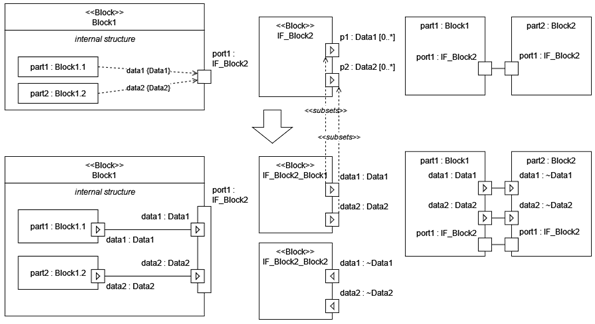 <<Block>>
Block1
internal structure
part1 : Block1.1
part2 : Block1.2
data1 {Data1}
data2 {Data2}
port1 :
IF_Block2
<<Block>>
IF_Block2
p1 : Data1 [0..*]
p2 : Data2 [0..*]
<<subsets>>
<<subsets>>
part1 : Block1
port1 : IF_Block2
part2 : Block2
port1 : IF_Block2
<<Block>>
Block1
internal structure
part1 : Block1.1
data1 : Data1
data1 : Data1
part2 : Block1.2
data2 : Data2
data2 : Data2
port1 :
IF_Block2
<<Block>>
IF_Block2_Block1
data1 : Data1
data2 : Data2
<<Block>>
IF_Block2_Block2
data1 : ~Data1
data2 : ~Data2
part1 : Block1
data1 : Data1
data2 : Data2
port1 : IF_Block2
part2 : Block2
data1 : ~Data1
data2 : ~Data2
port1 : IF_Block2